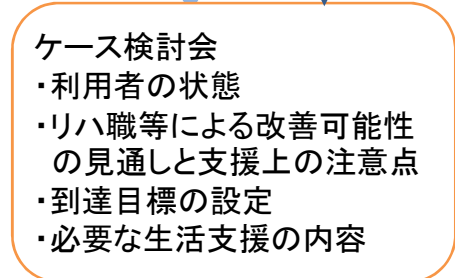 ケース検討会
・利用者の状態
・リハ職等による改善可能性
の見通しと支援上の注意点
・到達目標の設定
・必要な生活支援の内容